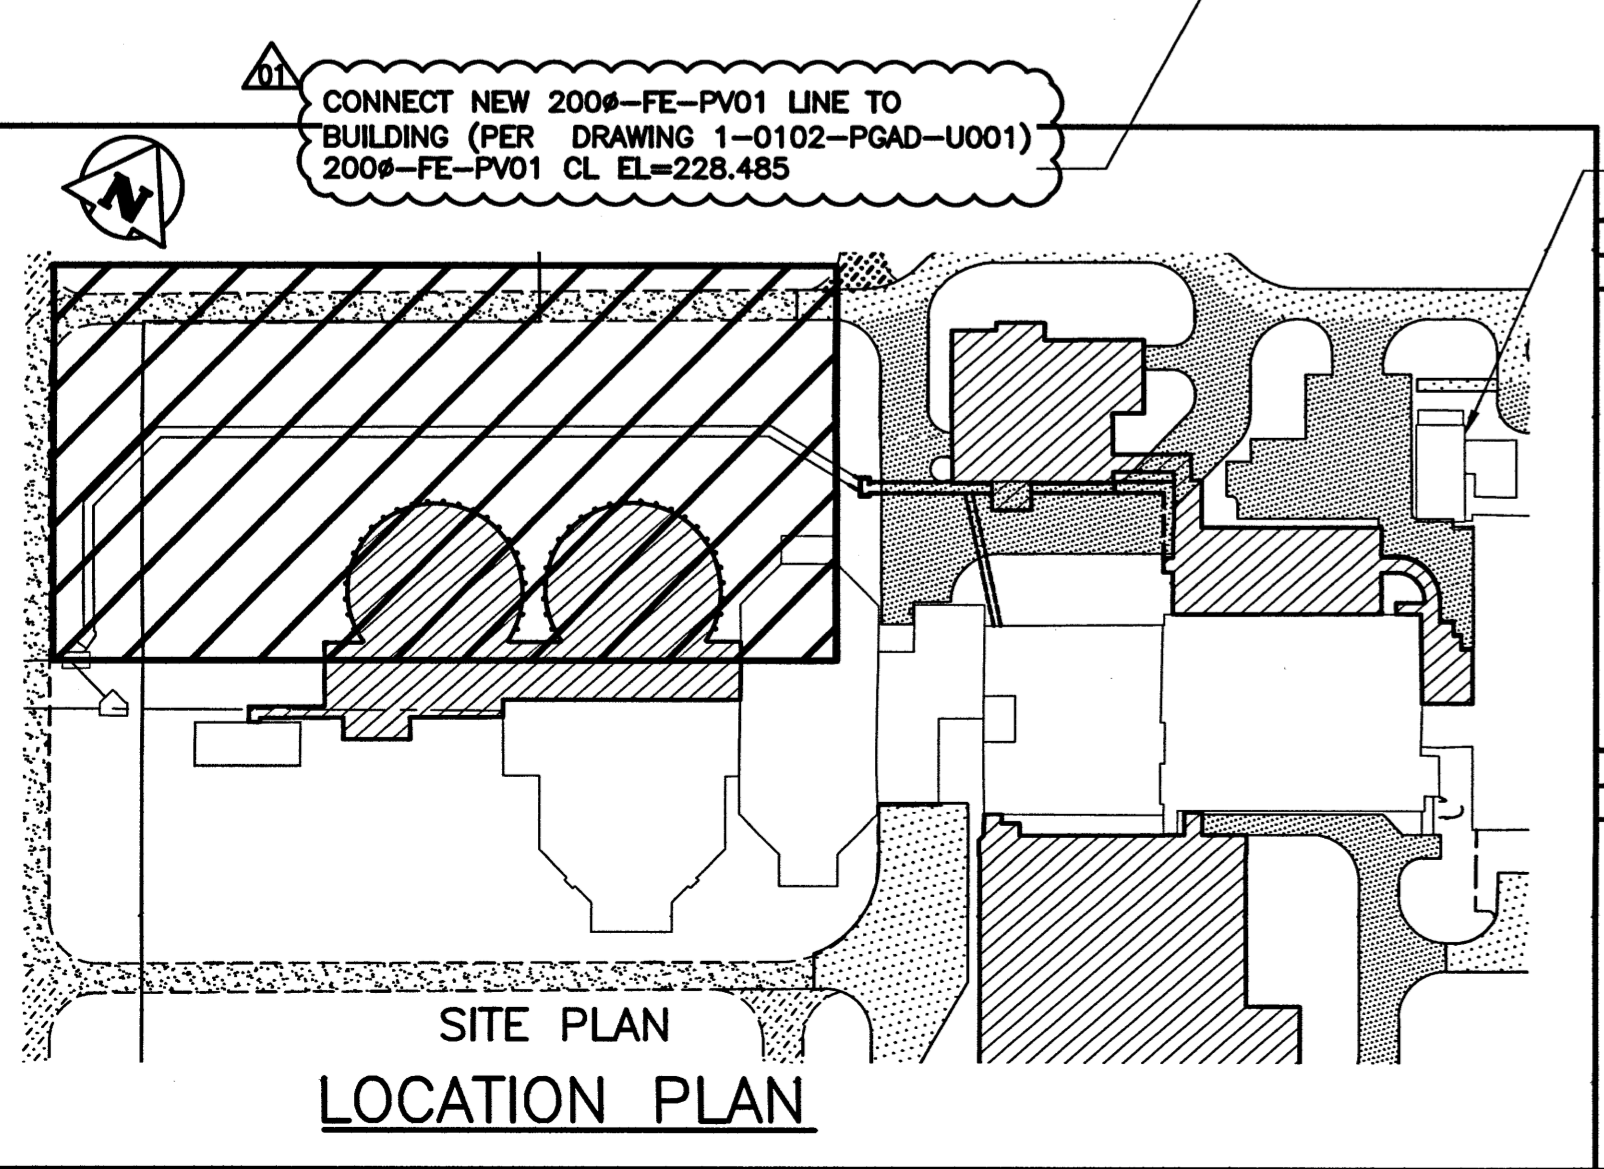 01
CONNECT NEW 200ø-FE-PV01 LINE TO
BUILDING (PER DRAWING 1-0102-PGAD-U001)
200ø-FE-PV01 CL EL=228.485
N
SITE PLAN
LOCATION PLAN